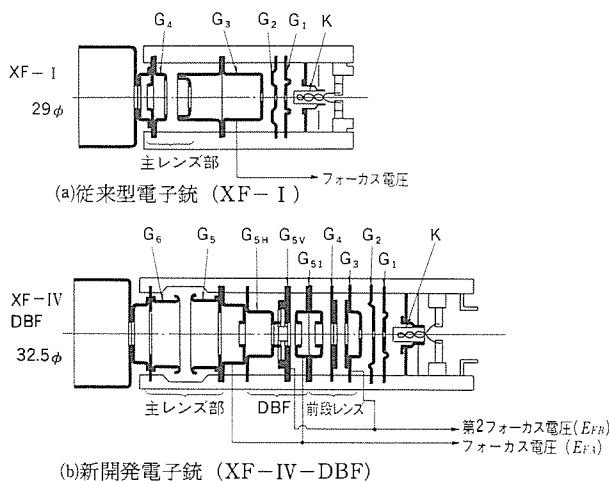 G4 G3 G2 G1 K
XF-I
29φ
主レンズ部
フォーカス電圧
(a)従来型電子銃 (XF-I)
G6 G5 G5H G5V G5I G4 G3 G2 G1 K
XF-IV
DBF
32.5φ
主レンズ部 DBF 前段レンズ
第2フォーカス電圧(EFB)
フォーカス電圧 (EFA)
(b)新開発電子銃 (XF-IV-DBF)